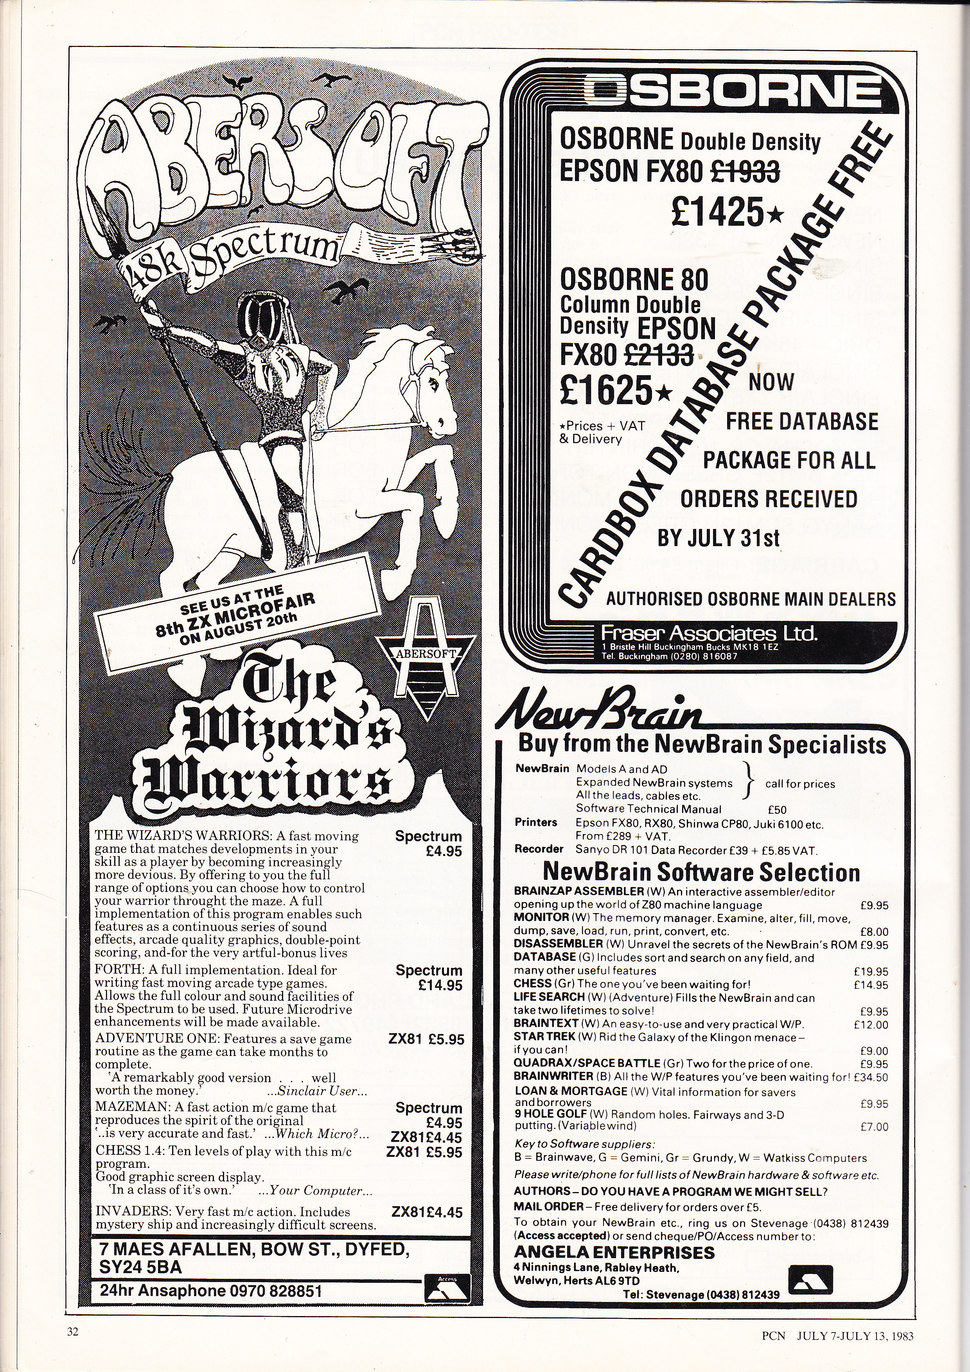 ABERSOFT
48k Spectrum
SEE US AT THE
8th ZX MICROFAIR
ON AUGUST 20th
ABERSOFT
The
Wizard's
Warriors
THE WIZARD'S WARRIORS: A fast moving
game that matches developments in your
skill as a player by becoming increasingly
more devious. By offering to you the full
range of options you can choose how to control
your warrior throught the maze. A full
implementation of this program enables such
features as a continuous series of sound
effects, arcade quality graphics, double-point
scoring, and-for the very artful-bonus lives
Spectrum
£4.95
FORTH: A full implementation. Ideal for
writing fast moving arcade type games.
Allows the full colour and sound facilities of
the Spectrum to be used. Future Microdrive
enhancements will be made available.
Spectrum
£14.95
ADVENTURE ONE: Features a save game
routine as the game can take months to
complete.
'A remarkably good version . . . well
worth the money.' ...Sinclair User...
ZX81 £5.95
MAZEMAN: A fast action m/c game that
reproduces the spirit of the original
'..is very accurate and fast.' ...Which Micro?...
Spectrum
£4.95
ZX81£4.45
CHESS 1.4: Ten levels of play with this m/c
program.
Good graphic screen display.
'In a class of it's own.' ...Your Computer...
ZX81 £5.95
INVADERS: Very fast m/c action. Includes
mystery ship and increasingly difficult screens.
ZX81£4.45
7 MAES AFALLEN, BOW ST., DYFED,
SY24 5BA
24hr Ansaphone 0970 828851
Access
OSBORNE
OSBORNE Double Density
EPSON FX80 £1933
£1425★
OSBORNE 80
Column Double
Density EPSON
FX80 £2133
£1625★
★Prices + VAT
& Delivery
CARDBOX DATABASE PACKAGE FREE
NOW
FREE DATABASE
PACKAGE FOR ALL
ORDERS RECEIVED
BY JULY 31st
AUTHORISED OSBORNE MAIN DEALERS
Fraser Associates Ltd.
1 Bristle Hill Buckingham Bucks MK18 1EZ
Tel. Buckingham (0280) 816087
NewBrain
Buy from the NewBrain Specialists
NewBrain Models A and AD
Expanded NewBrain systems } call for prices
All the leads, cables etc.
Software Technical Manual £50
Printers Epson FX80, RX80, Shinwa CP80, Juki 6100 etc.
From £289 + VAT.
Recorder Sanyo DR 101 Data Recorder £39 + £5.85 VAT.
NewBrain Software Selection
BRAINZAP ASSEMBLER (W) An interactive assembler/editor
opening up the world of Z80 machine language £9.95
MONITOR (W) The memory manager. Examine, alter, fill, move,
dump, save, load, run, print, convert, etc. £8.00
DISASSEMBLER (W) Unravel the secrets of the NewBrain's ROM £9.95
DATABASE (G) Includes sort and search on any field, and
many other useful features £19.95
CHESS (Gr) The one you've been waiting for! £14.95
LIFE SEARCH (W) (Adventure) Fills the NewBrain and can
take two lifetimes to solve! £9.95
BRAINTEXT (W) An easy-to-use and very practical W/P. £12.00
STAR TREK (W) Rid the Galaxy of the Klingon menace –
if you can! £9.00
QUADRAX/SPACE BATTLE (Gr) Two for the price of one. £9.95
BRAINWRITER (B) All the W/P features you've been waiting for! £34.50
LOAN & MORTGAGE (W) Vital information for savers
and borrowers £9.95
9 HOLE GOLF (W) Random holes. Fairways and 3-D
putting. (Variable wind) £7.00
Key to Software suppliers:
B = Brainwave, G = Gemini, Gr = Grundy, W = Watkiss Computers
Please write/phone for full lists of NewBrain hardware & software etc.
AUTHORS – DO YOU HAVE A PROGRAM WE MIGHT SELL?
MAIL ORDER – Free delivery for orders over £5.
To obtain your NewBrain etc., ring us on Stevenage (0438) 812439
(Access accepted) or send cheque/PO/Access number to:
ANGELA ENTERPRISES
4 Ninnings Lane, Rabley Heath,
Welwyn, Herts AL6 9TD
Tel: Stevenage (0438) 812439
32
PCN JULY 7-JULY 13, 1983